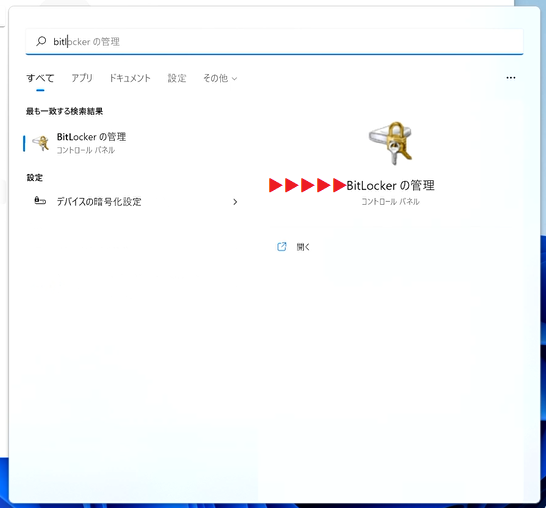 bitlocker の管理
すべて アプリ ドキュメント 設定 その他 ...
最も一致する検索結果
BitLocker の管理
コントロール パネル
設定
デバイスの暗号化設定
BitLocker の管理
コントロール パネル
開く